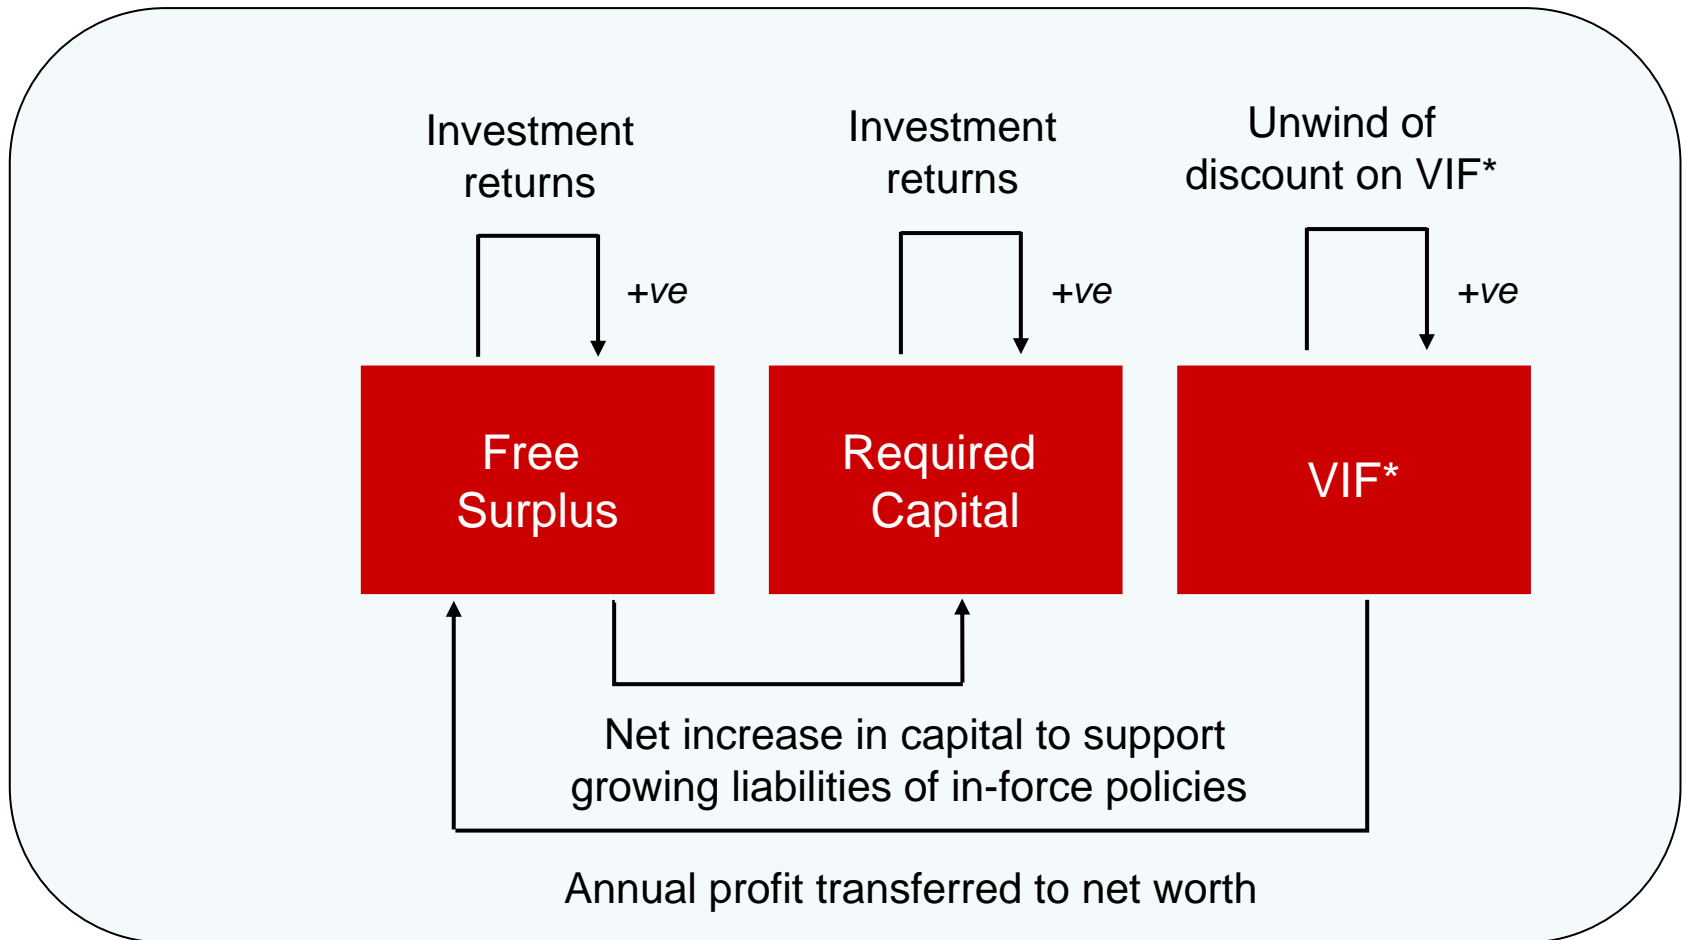 Investment
returns
Investment
returns
Unwind of
discount on VIF*
+ve
+ve
+ve
Free
Surplus
Required
Capital
VIF*
Net increase in capital to support
growing liabilities of in-force policies
Annual profit transferred to net worth